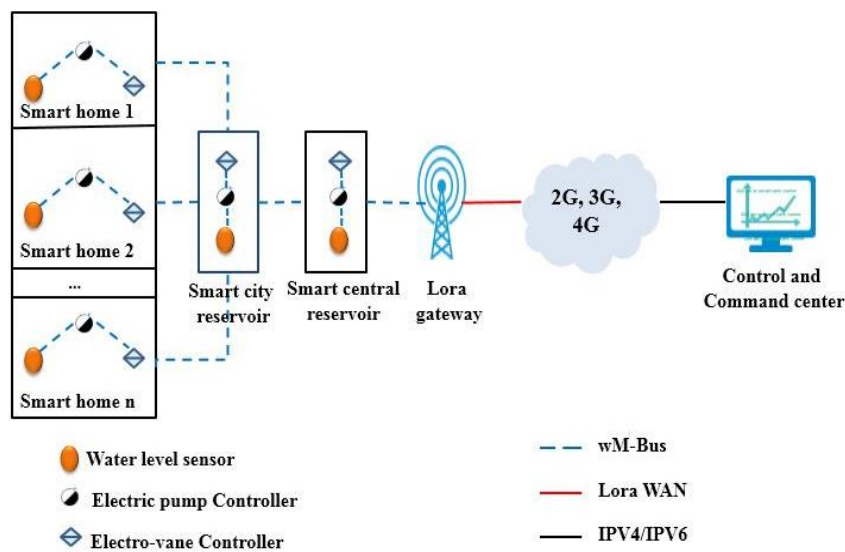 Smart home 1
Smart home 2
...
Smart home n
Smart city
reservoir
Smart central
reservoir
Lora
gateway
2G, 3G,
4G
Control and
Command center
Water level sensor
Electric pump Controller
Electro-vane Controller
wM-Bus
Lora WAN
IPV4/IPV6